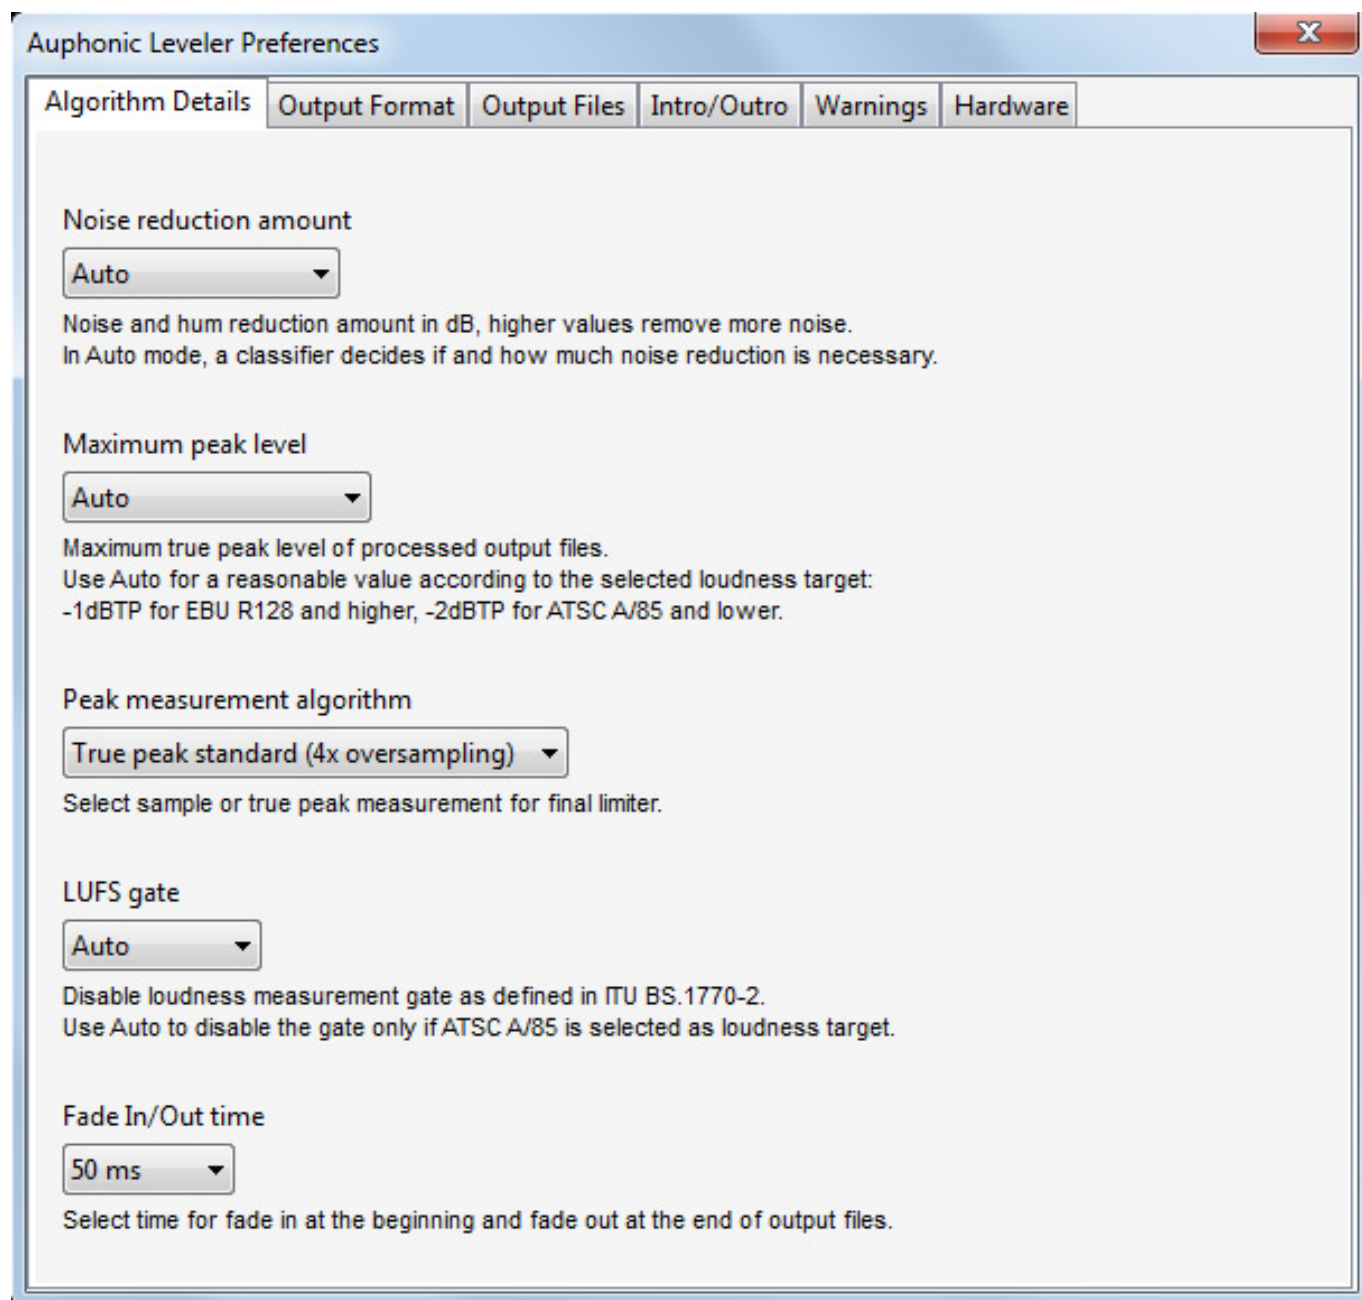 Auphonic Leveler Preferences
X
Algorithm Details Output Format Output Files Intro/Outro Warnings Hardware
Noise reduction amount
Auto
Noise and hum reduction amount in dB, higher values remove more noise.
In Auto mode, a classifier decides if and how much noise reduction is necessary.
Maximum peak level
Auto
Maximum true peak level of processed output files.
Use Auto for a reasonable value according to the selected loudness target:
-1dBTP for EBU R128 and higher, -2dBTP for ATSC A/85 and lower.
Peak measurement algorithm
True peak standard (4x oversampling)
Select sample or true peak measurement for final limiter.
LUFS gate
Auto
Disable loudness measurement gate as defined in ITU BS.1770-2.
Use Auto to disable the gate only if ATSC A/85 is selected as loudness target.
Fade In/Out time
50 ms
Select time for fade in at the beginning and fade out at the end of output files.